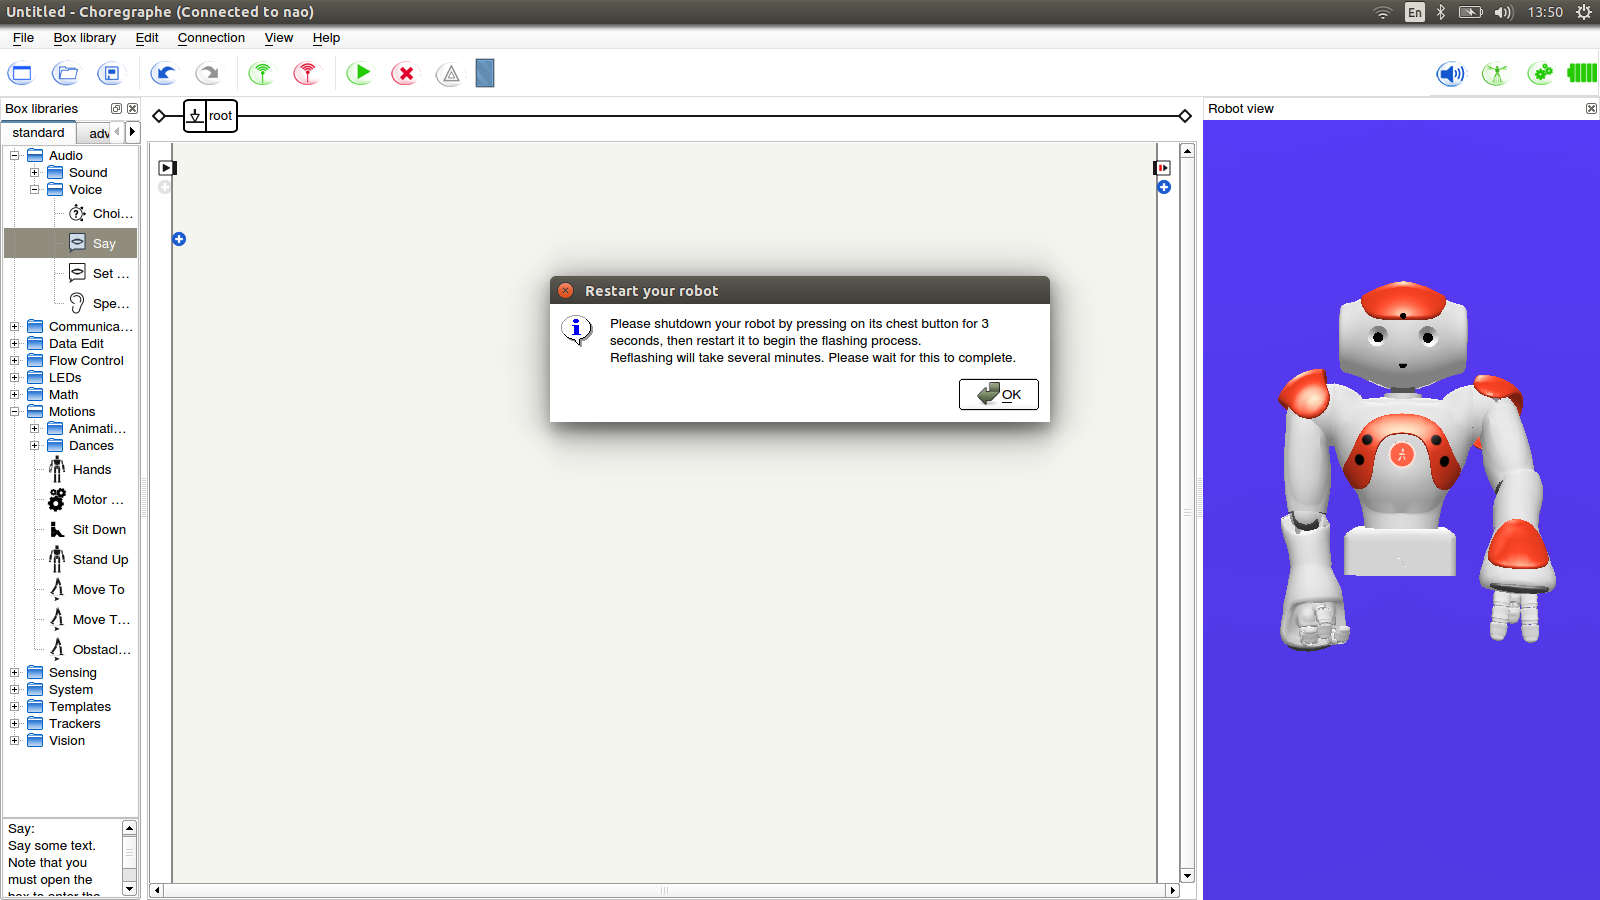 Untitled - Choregraphe (Connected to nao)
En
13:50
File Box library Edit Connection View Help
Box libraries
standard adv
Audio
Sound
Voice
Choi...
Say
Set ...
Spe...
Communica...
Data Edit
Flow Control
LEDs
Math
Motions
Animati...
Dances
Hands
Motor ...
Sit Down
Stand Up
Move To
Move T...
Obstacl...
Sensing
System
Templates
Trackers
Vision
Say:
Say some text.
Note that you
must open the
box to enter the
root
Restart your robot
Please shutdown your robot by pressing on its chest button for 3
seconds, then restart it to begin the flashing process.
Reflashing will take several minutes. Please wait for this to complete.
OK
Robot view